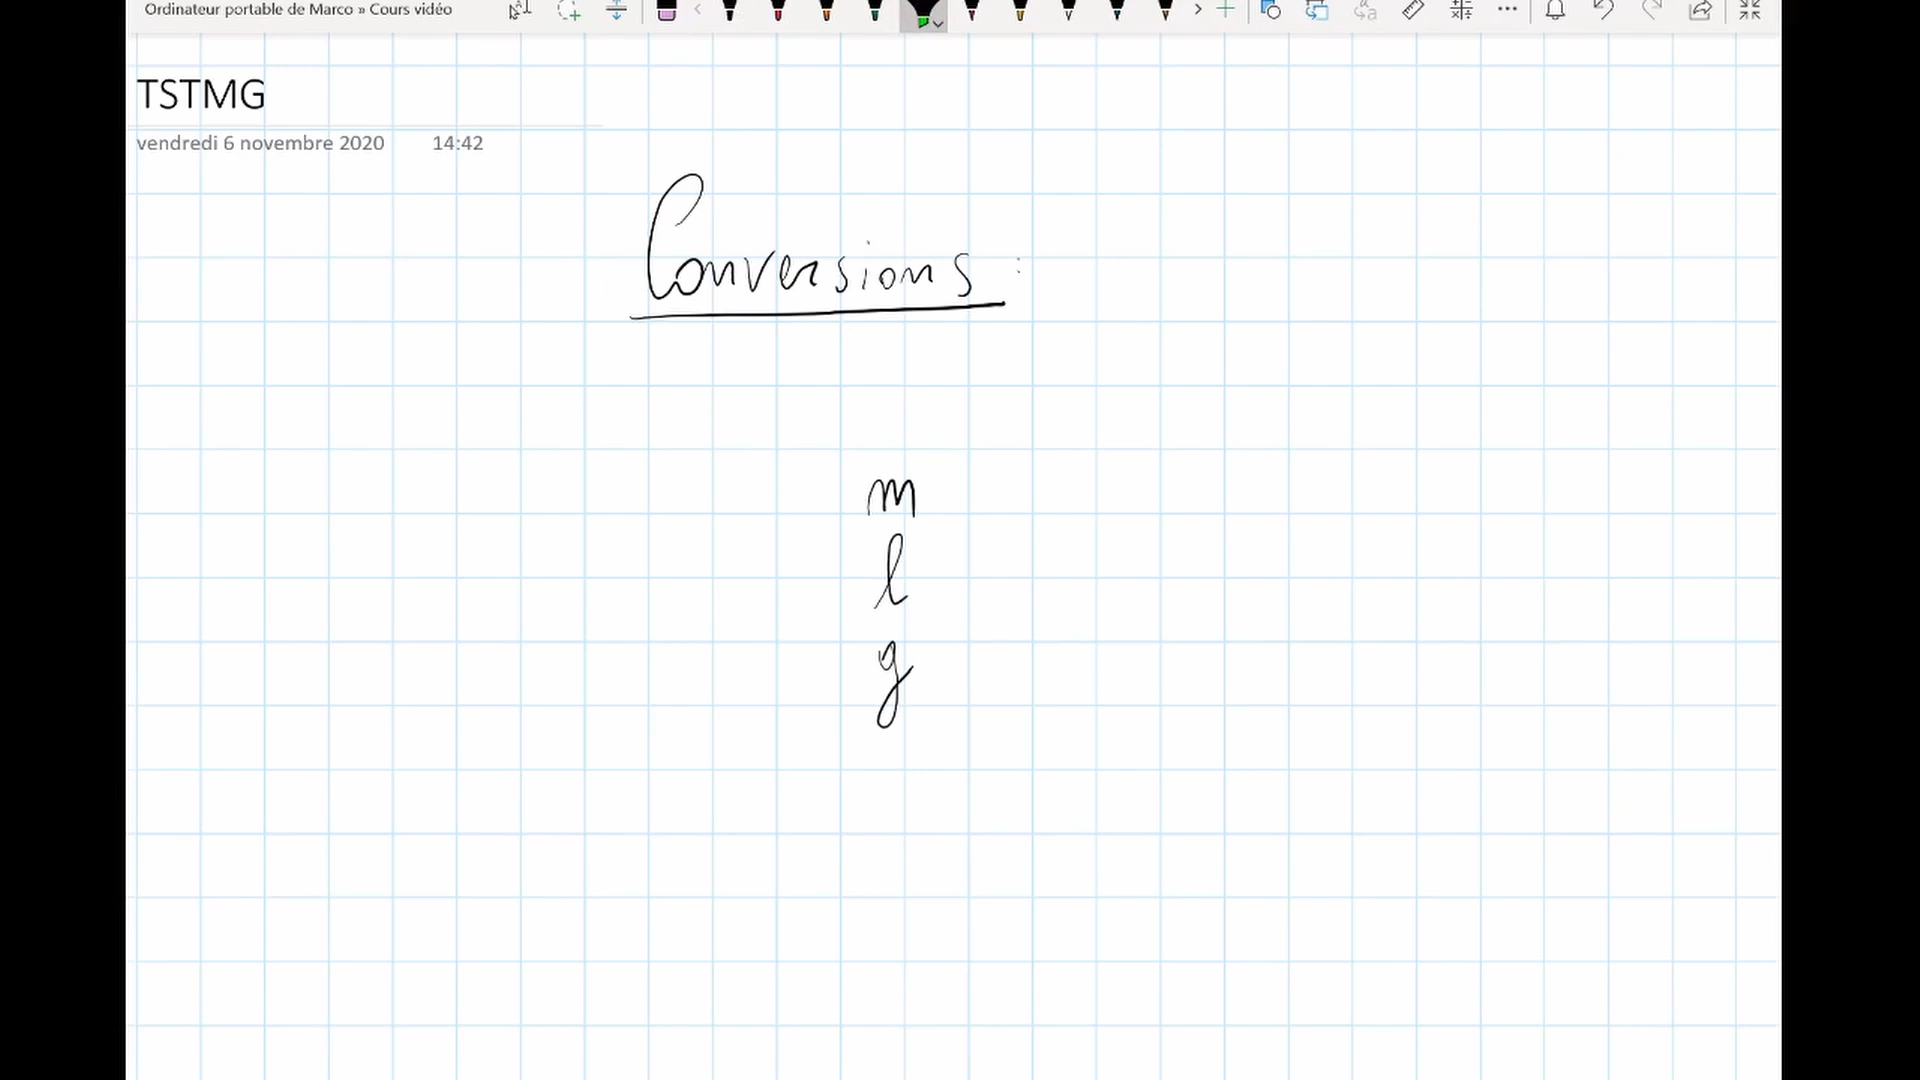 Ordinateur portable de Marco » Cours vidéo
TSTMG
vendredi 6 novembre 2020 14:42
Conversions :
m
l
g